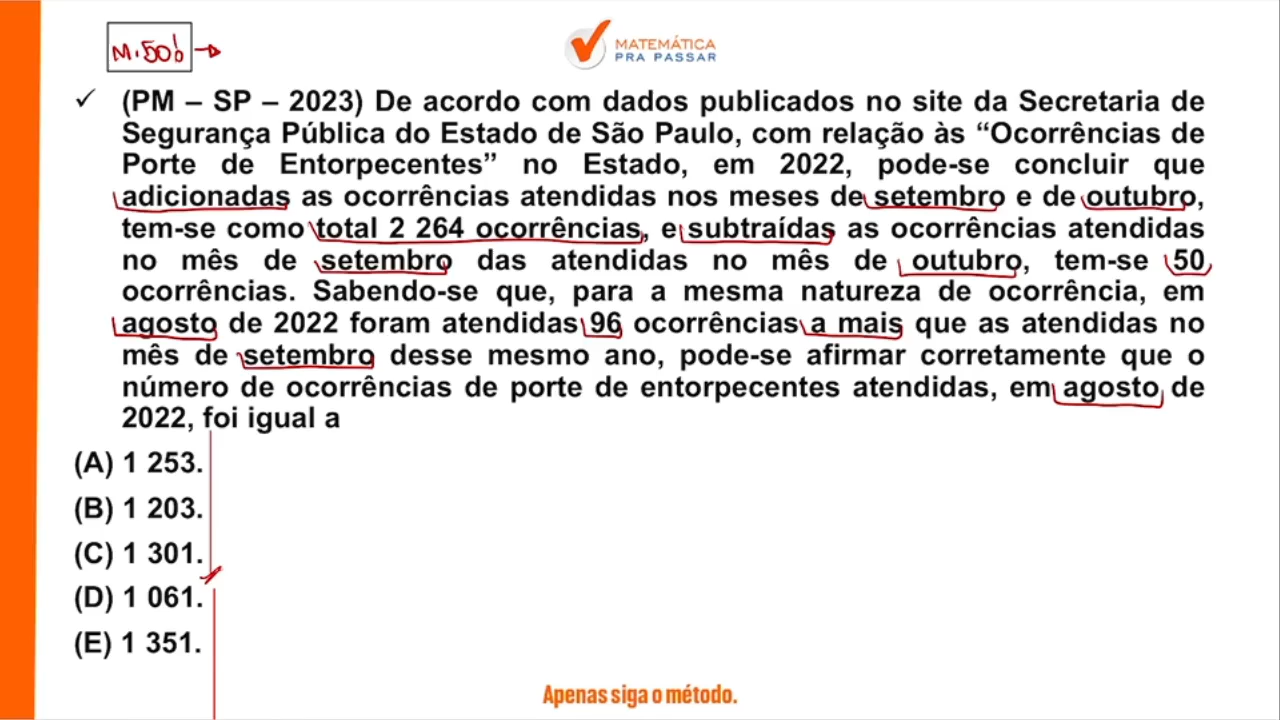 M.50!
MATEMÁTICA
PRA PASSAR
(PM – SP – 2023) De acordo com dados publicados no site da Secretaria de
Segurança Pública do Estado de São Paulo, com relação às “Ocorrências de
Porte de Entorpecentes” no Estado, em 2022, pode-se concluir que
adicionadas as ocorrências atendidas nos meses de setembro e de outubro,
tem-se como total 2 264 ocorrências, e subtraídas as ocorrências atendidas
no mês de setembro das atendidas no mês de outubro, tem-se 50
ocorrências. Sabendo-se que, para a mesma natureza de ocorrência, em
agosto de 2022 foram atendidas 96 ocorrências a mais que as atendidas no
mês de setembro desse mesmo ano, pode-se afirmar corretamente que o
número de ocorrências de porte de entorpecentes atendidas, em agosto de
2022, foi igual a
(A) 1 253.
(B) 1 203.
(C) 1 301.
(D) 1 061.
(E) 1 351.
Apenas siga o método.